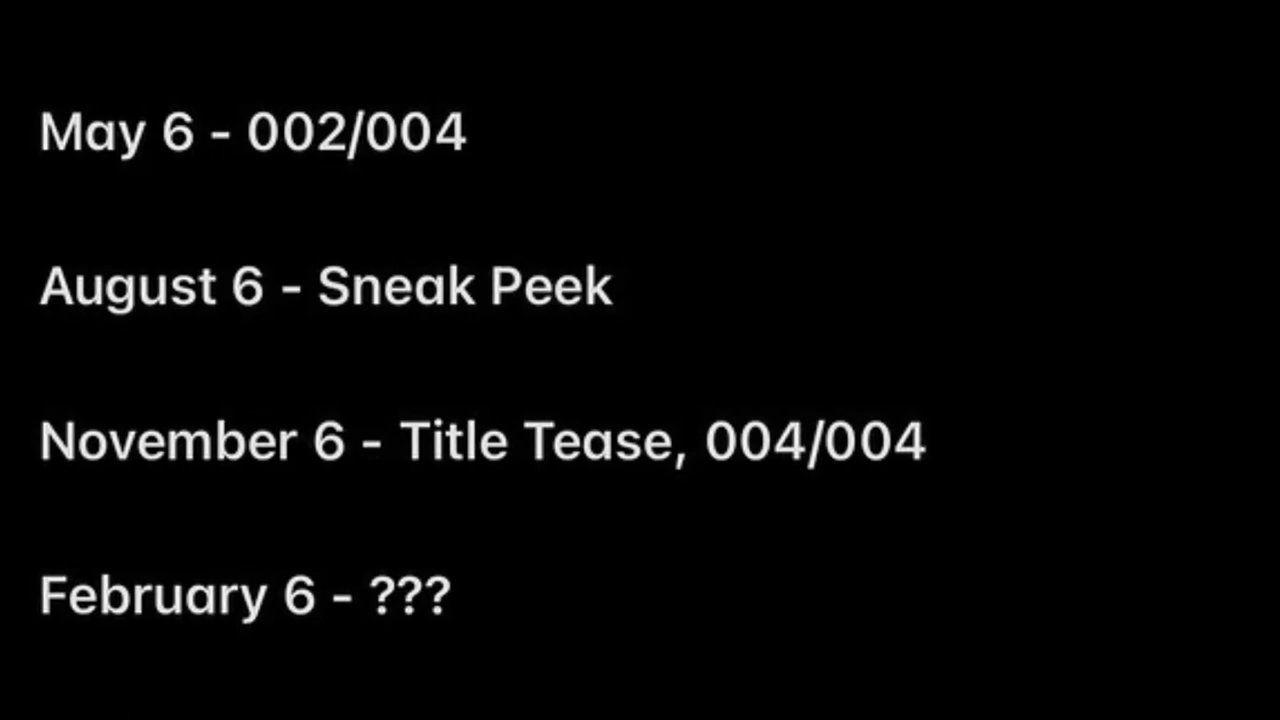 May 6 - 002/004
August 6 - Sneak Peek
November 6 - Title Tease, 004/004
February 6 - ???